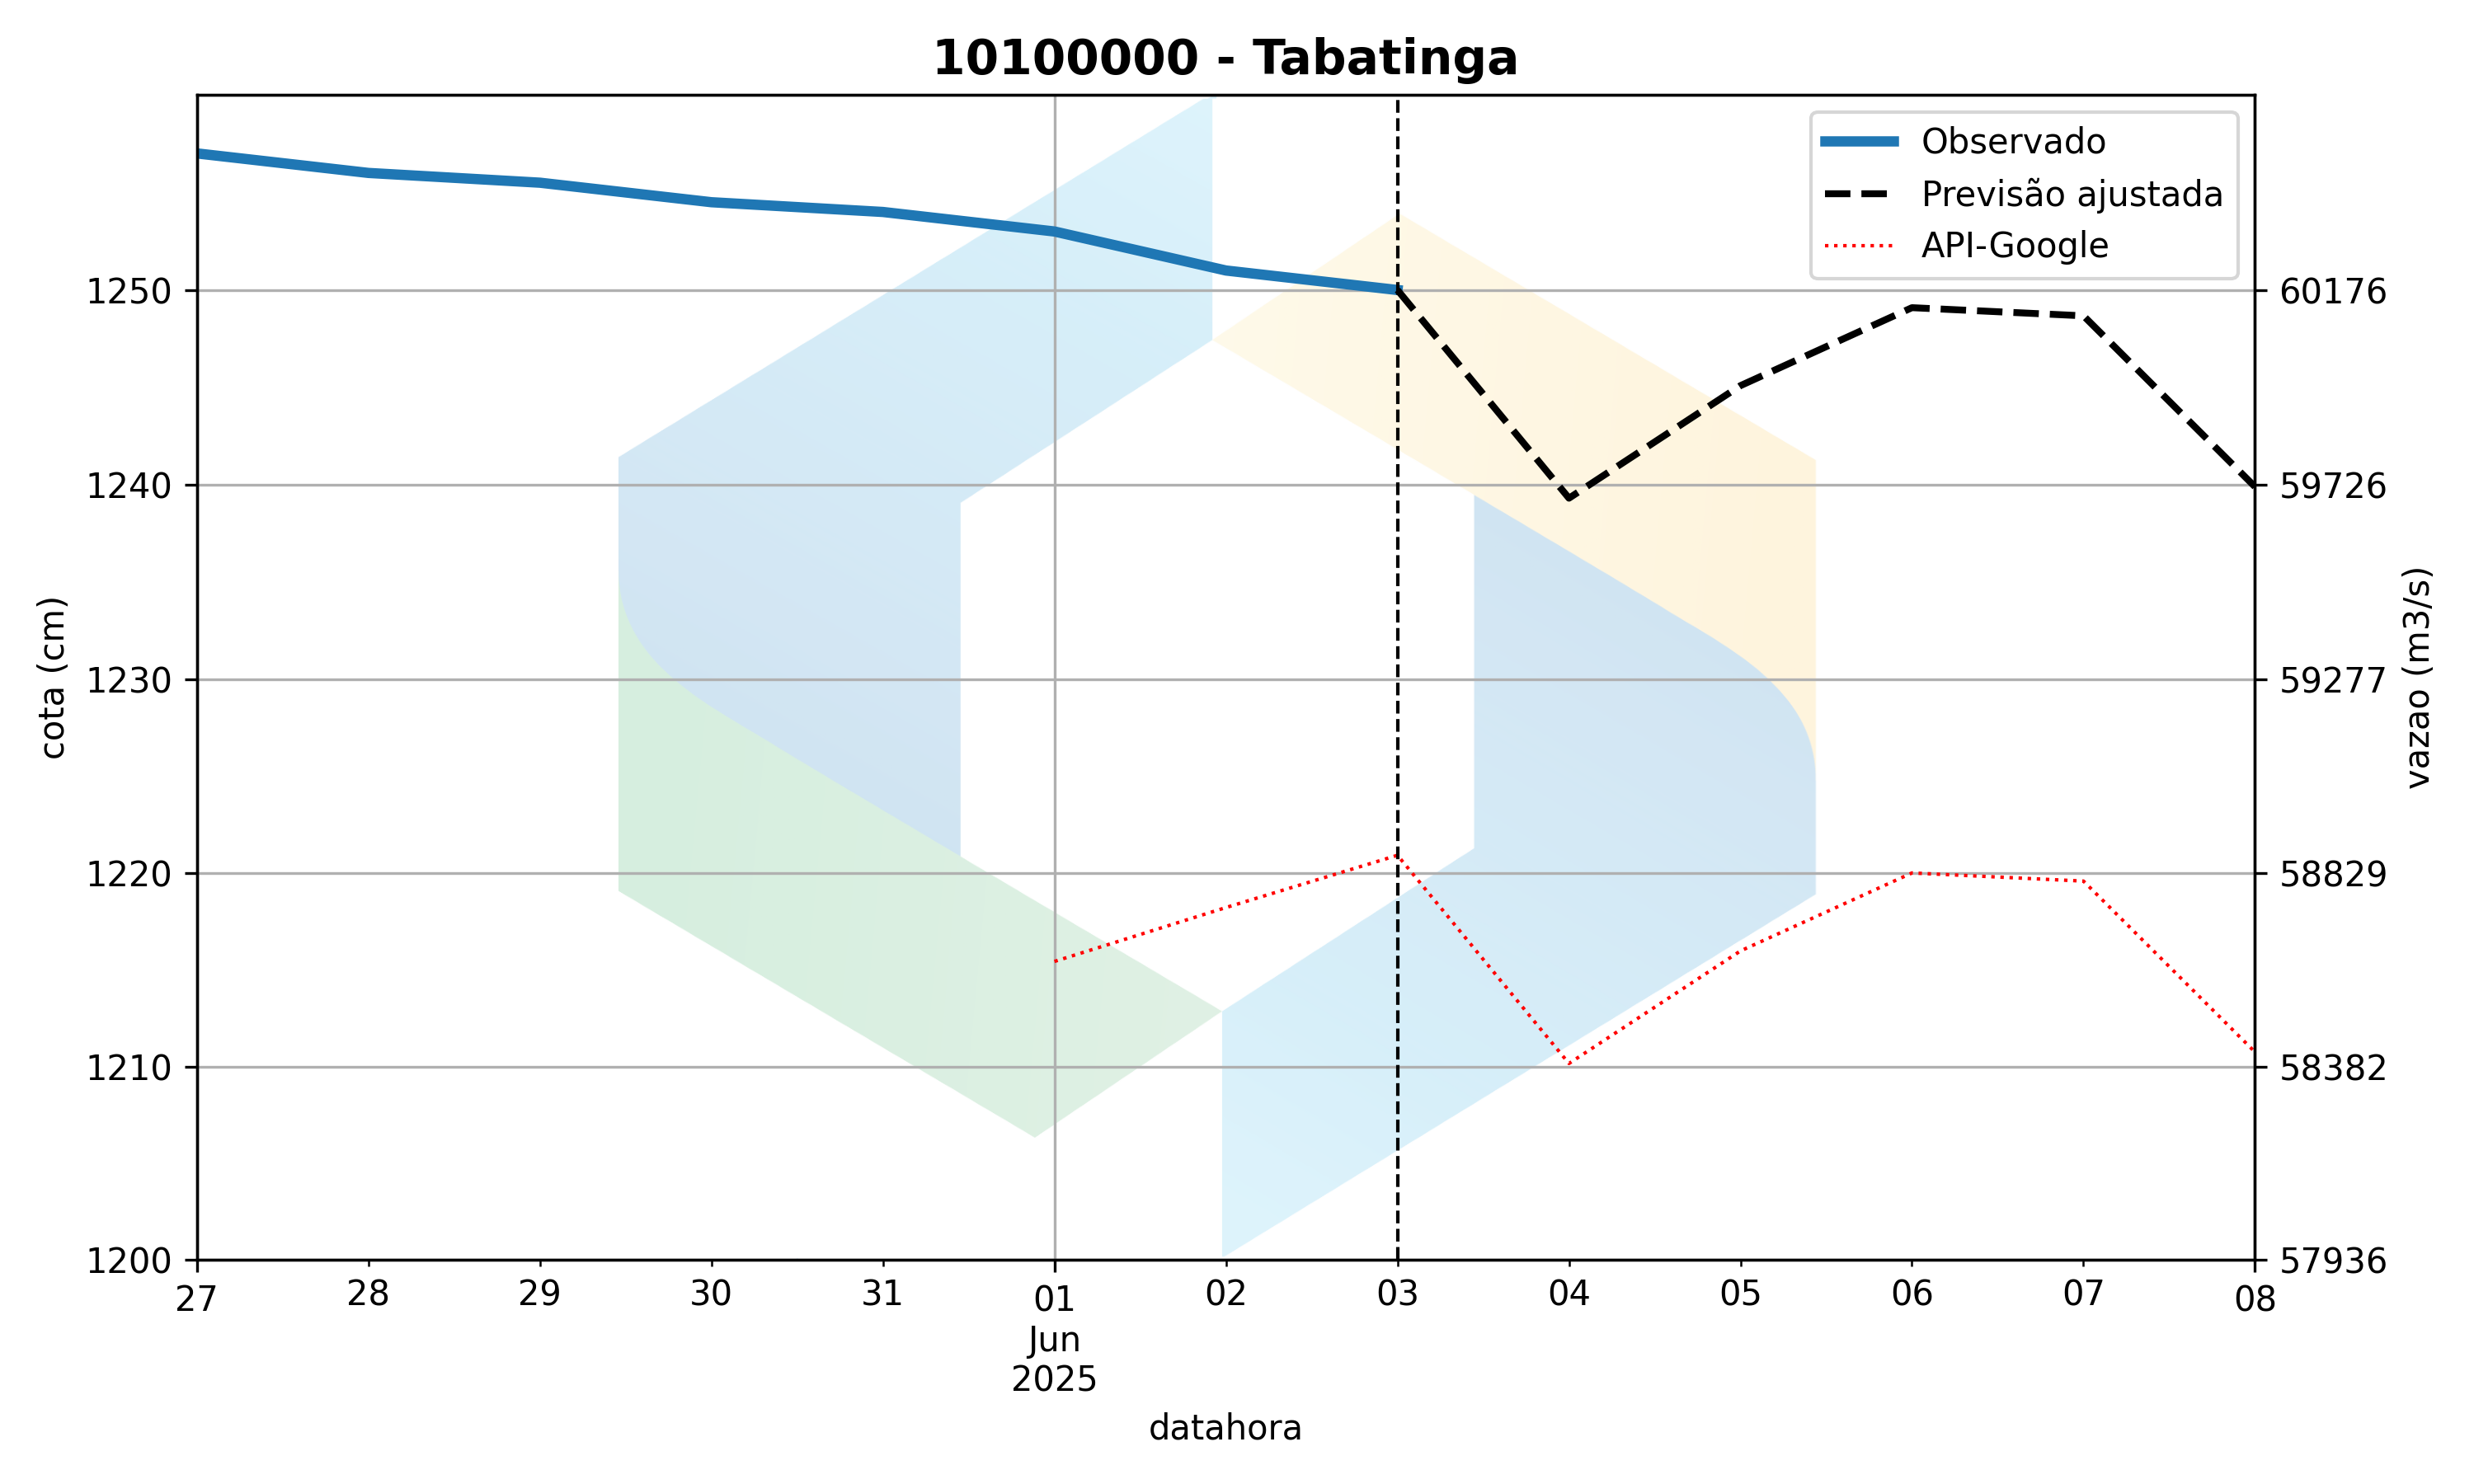 10100000 - Tabatinga
Observado
Previsão ajustada
API-Google
1250
1240
1230
1220
1210
1200
cota (cm)
60176
59726
59277
58829
58382
57936
vazao (m3/s)
27 28 29 30 31 01 02 03 04 05 06 07 08
Jun
2025
datahora